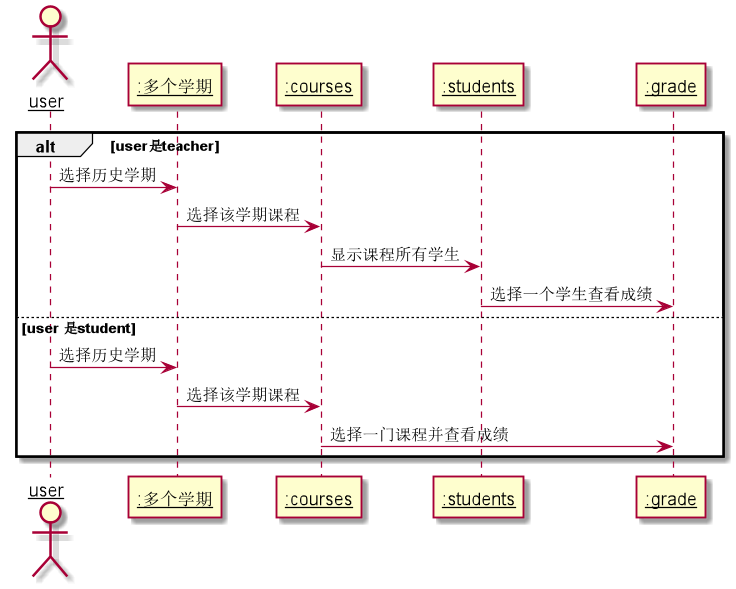 user
:多个学期
:courses
:students
:grade
alt
[user是teacher]
选择历史学期
选择该学期课程
显示课程所有学生
选择一个学生查看成绩
[user 是student]
选择历史学期
选择该学期课程
选择一门课程并查看成绩
user
:多个学期
:courses
:students
:grade